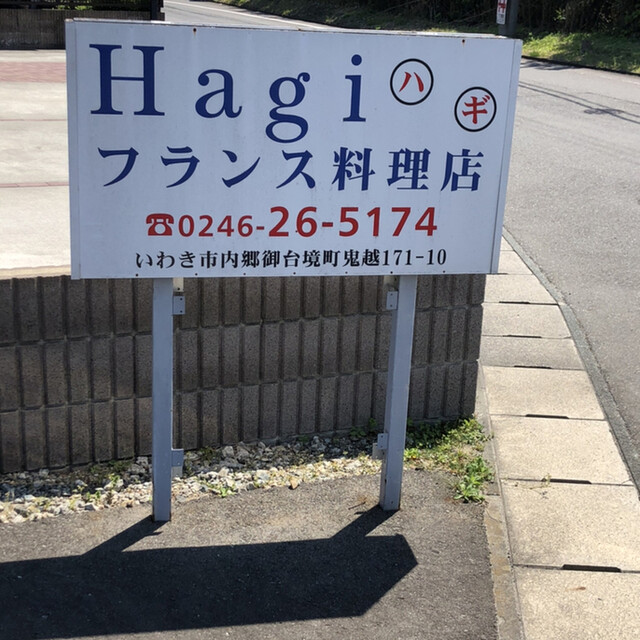 Hagi ハ ギ
フランス料理店
☎0246-26-5174
いわき市内郷御台境町鬼越171-10